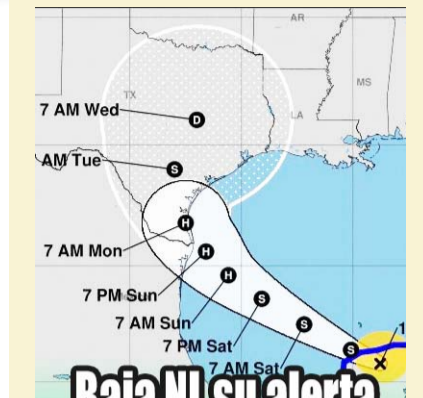 AR
TX
MS
LA
7 AM Wed
D
AM Tue
S
H
7 AM Mon
H
7 PM Sun
H
7 AM Sun
S
7 PM Sat
S
7 AM Sat
S
1
Baja NL su alerta